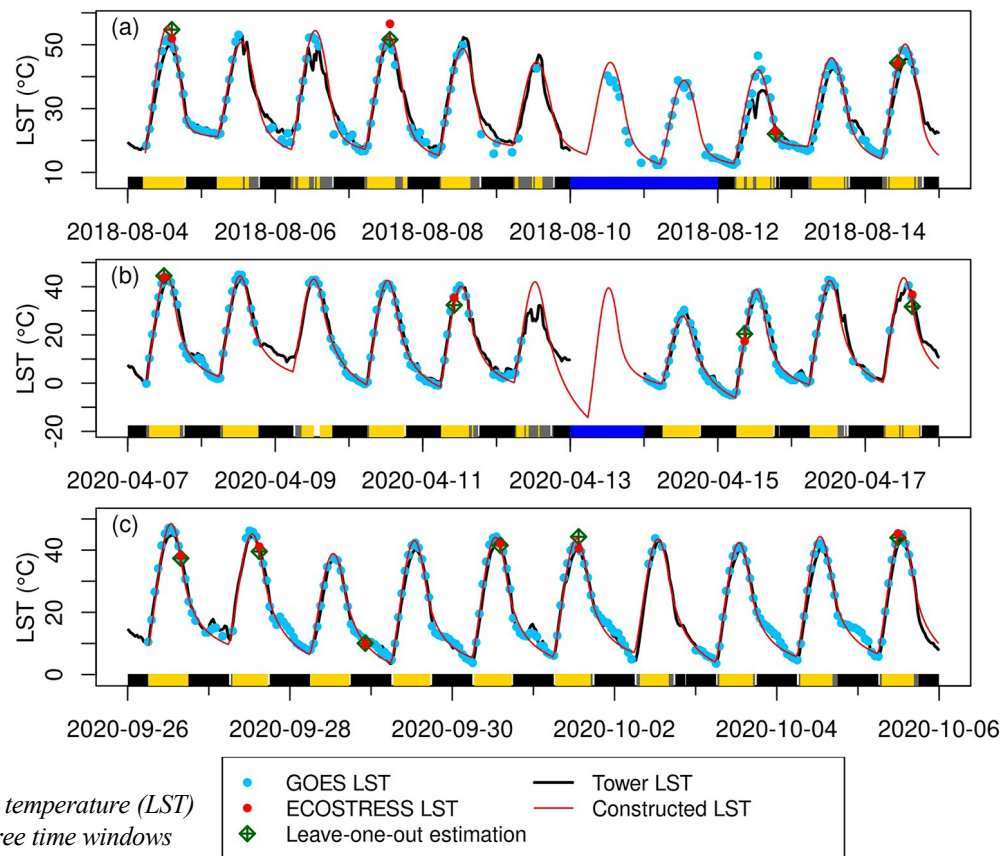 (a)
LST (°C)
50
30
10
2018-08-04 2018-08-06 2018-08-08 2018-08-10 2018-08-12 2018-08-14
(b)
LST (°C)
40
20
0
-20
2020-04-07 2020-04-09 2020-04-11 2020-04-13 2020-04-15 2020-04-17
(c)
LST (°C)
40
20
0
2020-09-26 2020-09-28 2020-09-30 2020-10-02 2020-10-04 2020-10-06
GOES LST Tower LST
ECOSTRESS LST Constructed LST
Leave-one-out estimation
temperature (LST)
time windows